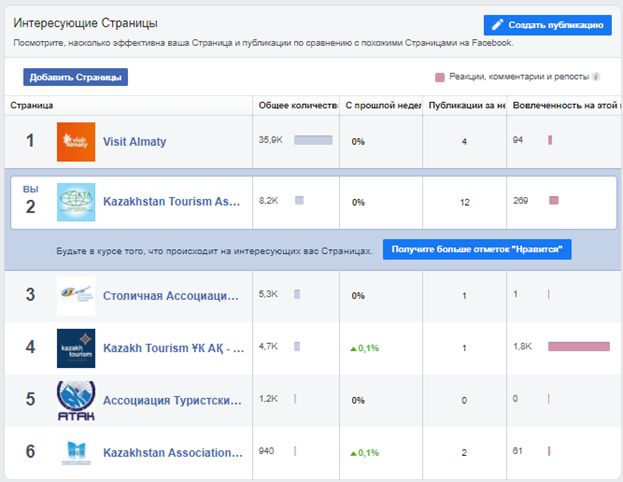 Интересующие Страницы
Создать публикацию
Посмотрите, насколько эффективна ваша Страница и публикации по сравнению с похожими Страницами на Facebook.
Добавить Страницы
Реакции, комментарии и репосты
Страница Общее количество С прошлой недел Публикации за не Вовлеченность на этой
1 visit Almaty Visit Almaty 35,9K 0% 4 94
ВЫ
2 KTA Kazakhstan Tourism As... 8,2K 0% 12 269
Будьте в курсе того, что происходит на интересующих вас Страницах. Получите больше отметок "Нравится"
3 Столичная Ассоциаци... 5,3K 0% 1 1
4 kazakh tourism Kazakh Tourism ҰК АҚ - ... 4,7K 0,1% 1 1,8K
5 АТАК Ассоциация Туристски... 1,2K 0% 0 0
6 Kazakhstan Association... 940 0,1% 2 61